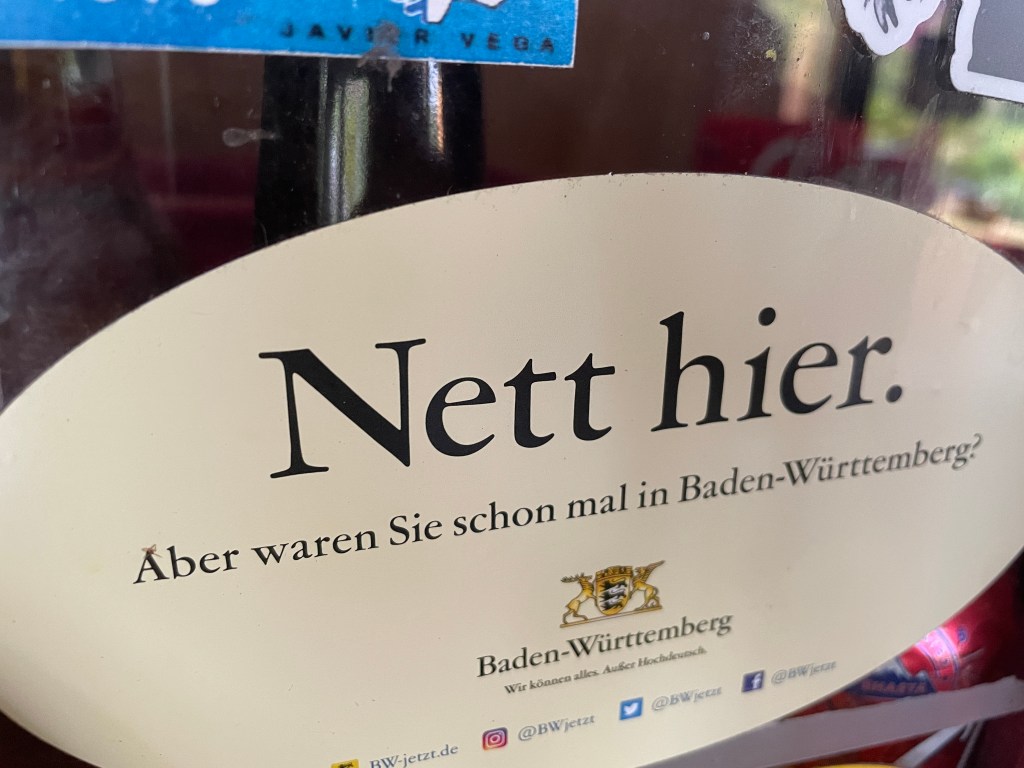 JAVIER VEGA
Nett hier.
Aber waren Sie schon mal in Baden-Württemberg?
Baden-Württemberg
Wir können alles. Außer Hochdeutsch.
BW-jetzt.de
@BWjetzt
@BWjetzt
@BWjetzt
SHASTA